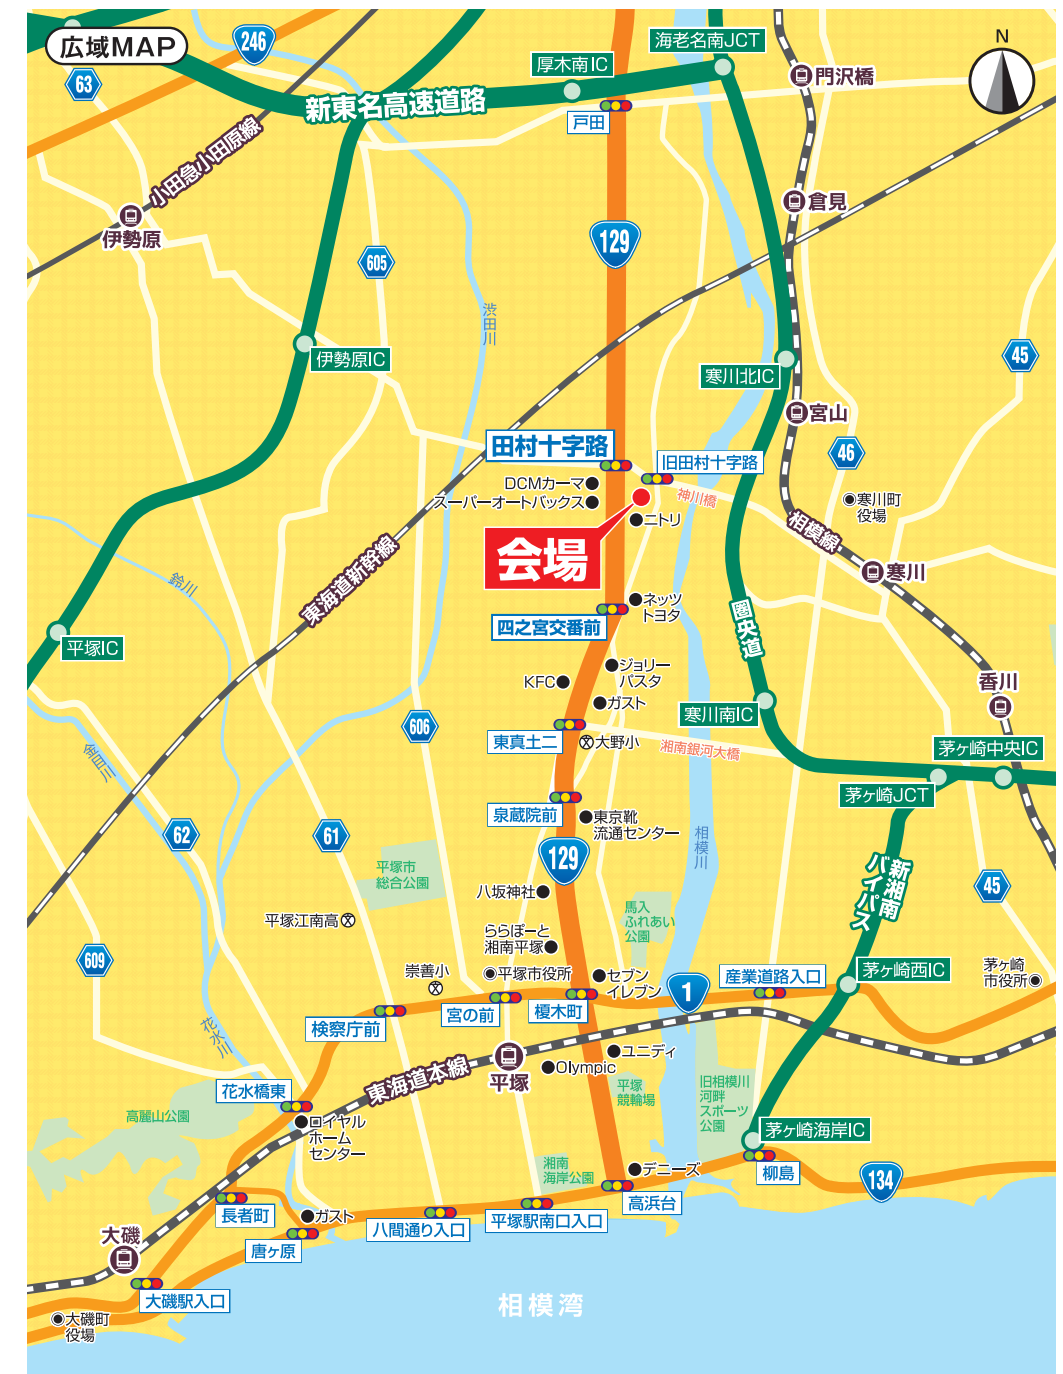 広域MAP
N
246
63
海老名南JCT
厚木南IC
門沢橋
新東名高速道路
戸田
小田急小田原線
伊勢原
倉見
129
605
渋田川
伊勢原IC
45
寒川北IC
宮山
田村十字路
旧田村十字路
46
DCMカーマ
スーパーオートバックス
神川橋
寒川町
役場
ニトリ
会場
相模線
東海道新幹線
寒川
鈴川
ネッツ
トヨタ
四之宮交番前
圏央道
平塚IC
ジョリー
パスタ
KFC
ガスト
香川
寒川南IC
606
東真土二
大野小
湘南銀河大橋
茅ヶ崎中央IC
金目川
茅ヶ崎JCT
泉蔵院前
東京靴
流通センター
62
61
相模川
129
平塚市
総合公園
新湘南
バイパス
45
八坂神社
馬入
ふれあい
公園
平塚江南高
ららぽーと
湘南平塚
609
崇善小
平塚市役所
セブン
イレブン
1
産業道路入口
茅ヶ崎西IC
茅ヶ崎
市役所
検察庁前
宮の前
榎木町
花水川
東海道本線
平塚
ユニディ
Olympic
花水橋東
平塚
競輪場
旧相模川
河畔
スポーツ
公園
高麗山公園
ロイヤル
ホーム
センター
茅ヶ崎海岸IC
湘南
海岸公園
デニーズ
柳島
134
長者町
ガスト
高浜台
八間通り入口
平塚駅南口入口
大磯
唐ヶ原
大磯駅入口
相模湾
大磯町
役場